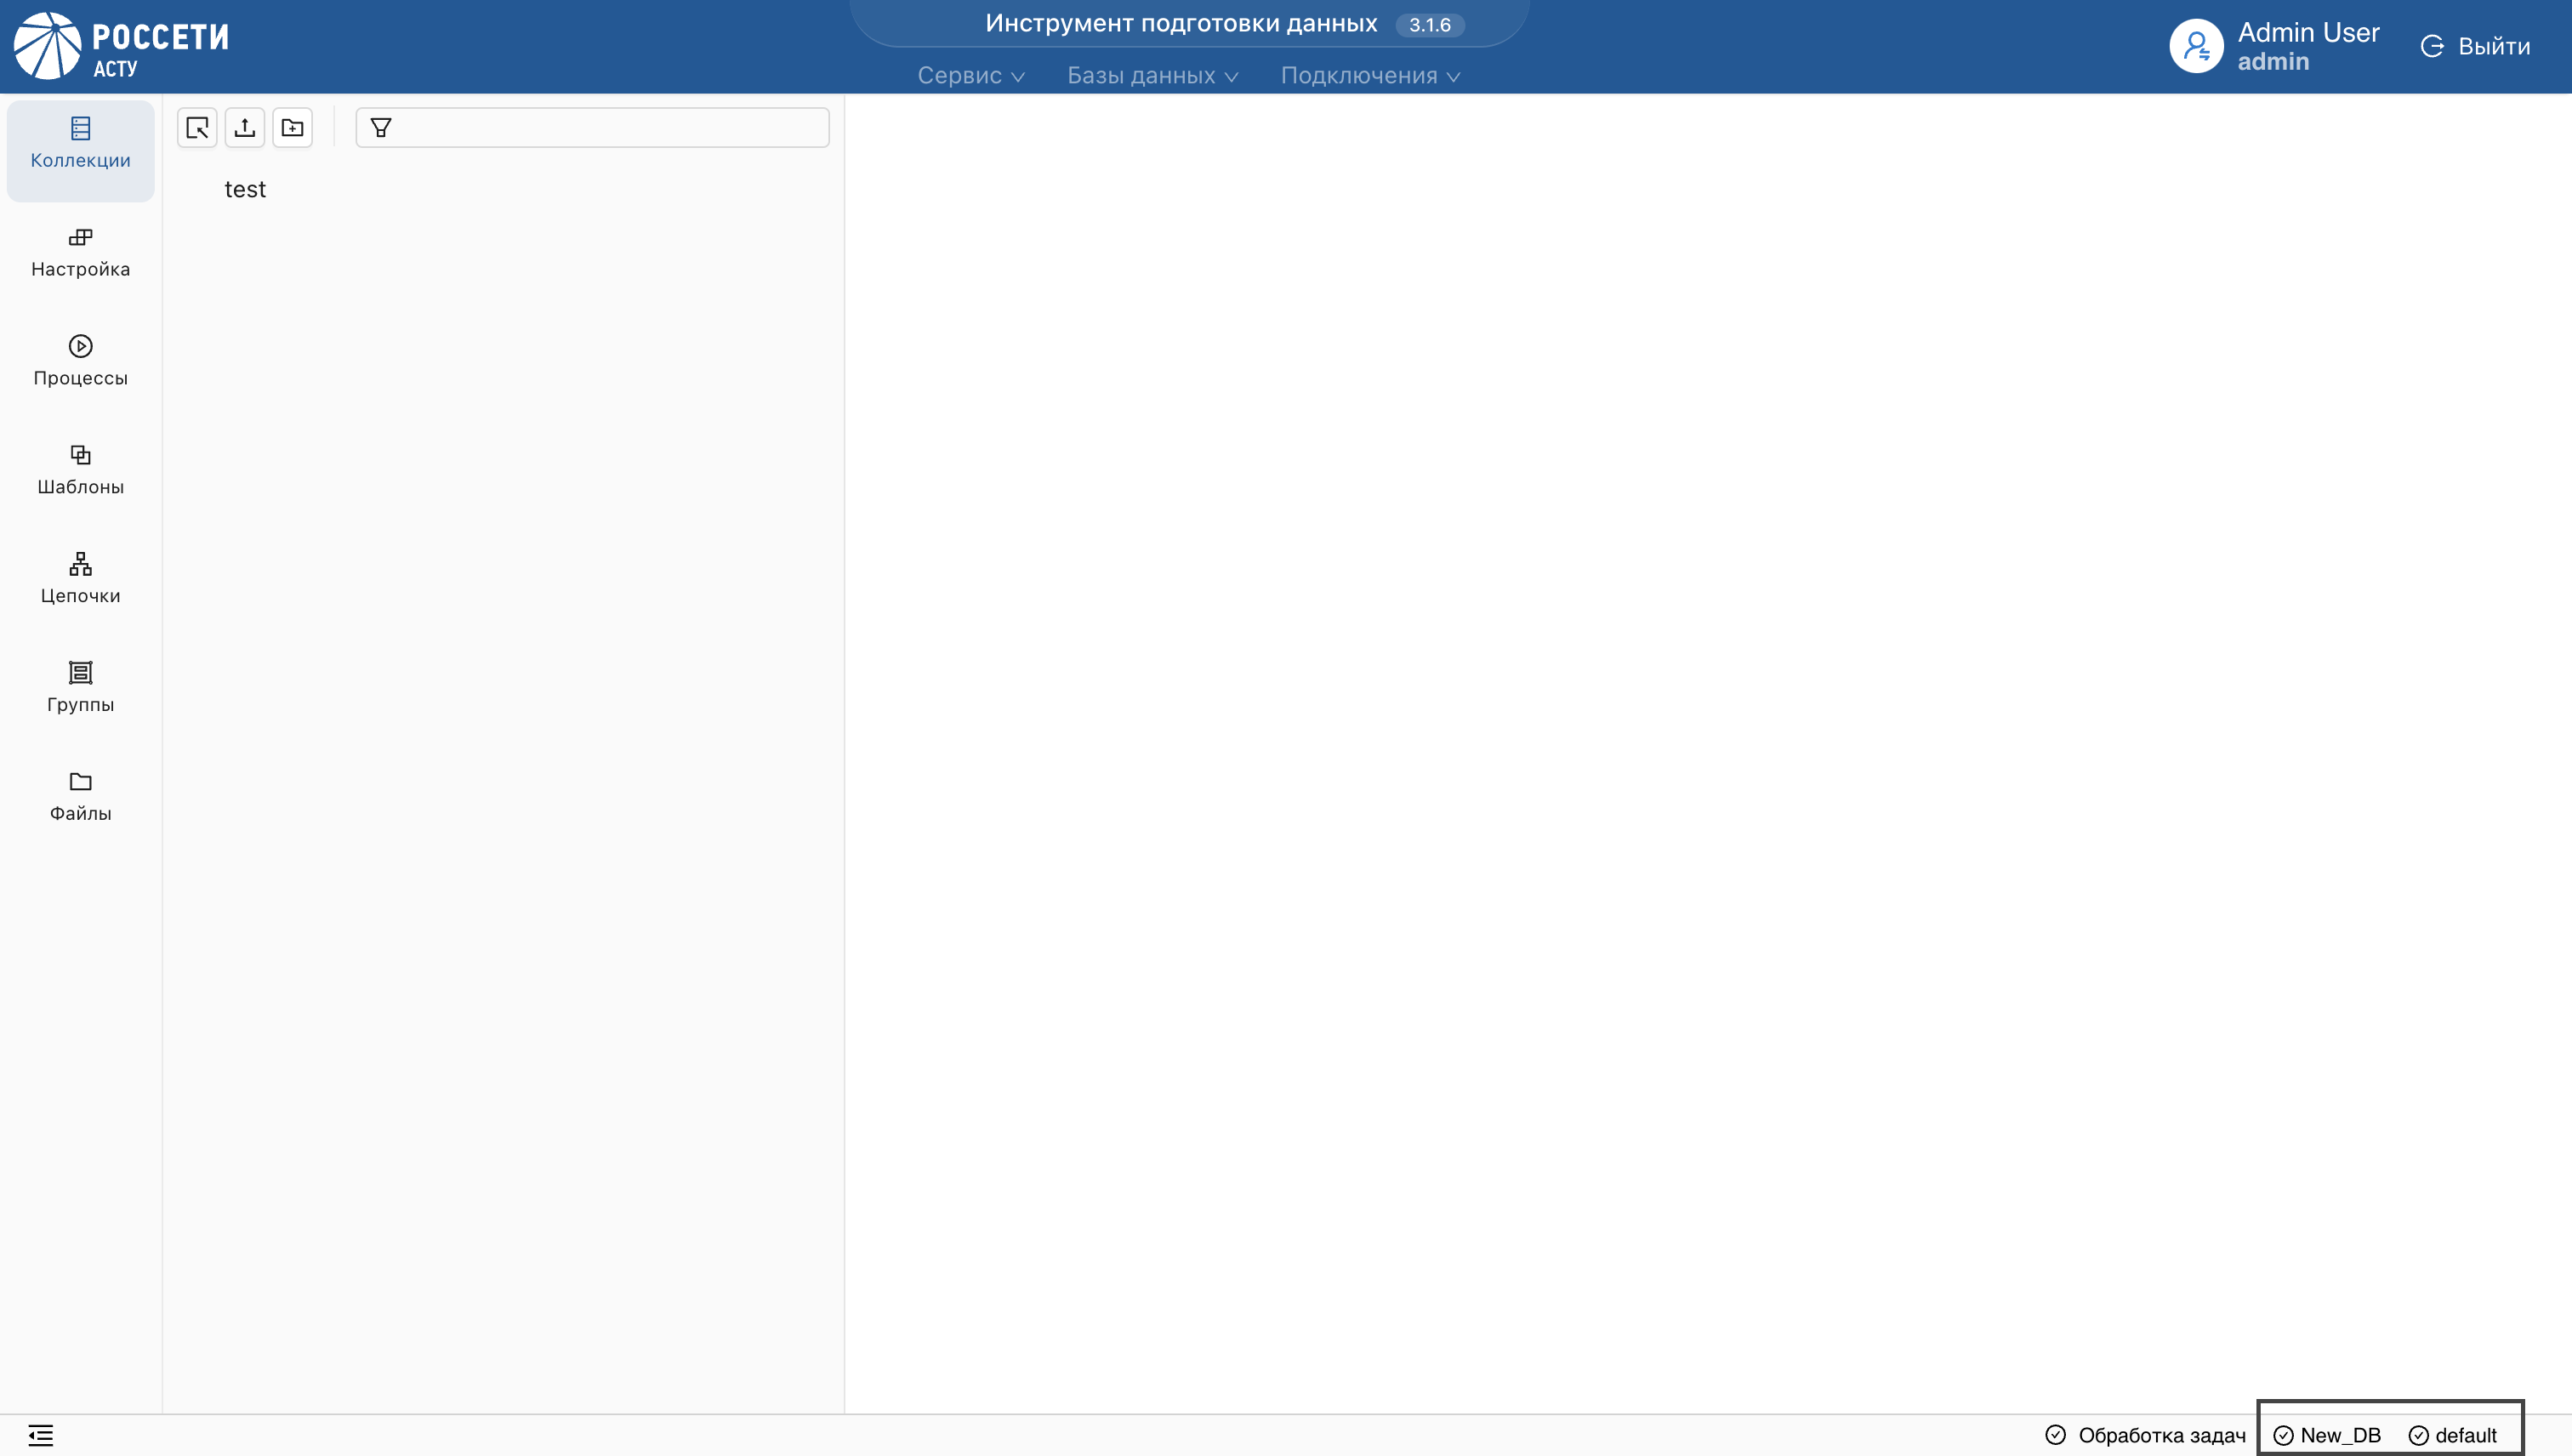 РОССЕТИ
АСТУ
Инструмент подготовки данных 3.1.6
Сервис Базы данных Подключения
Admin User
admin
Выйти
Коллекции
Настройка
Процессы
Шаблоны
Цепочки
Группы
Файлы
test
Обработка задач New_DB default